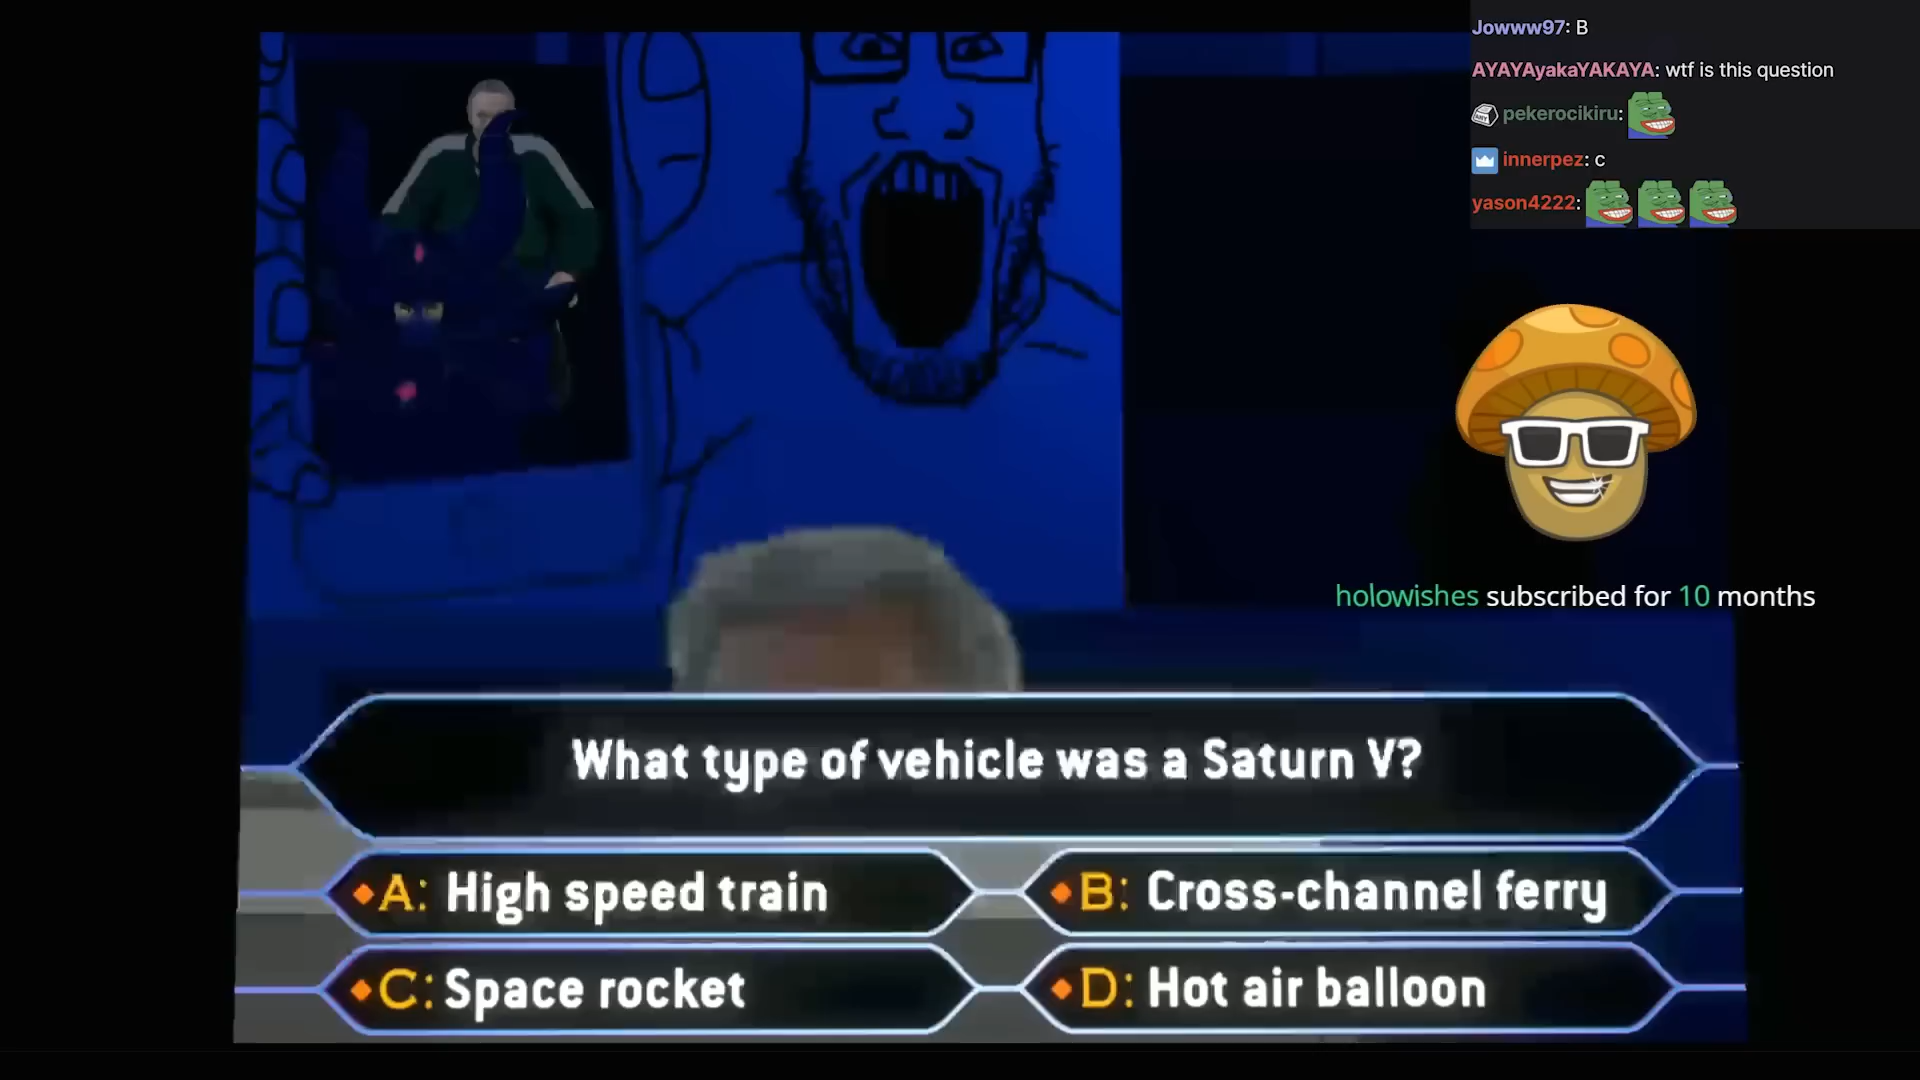 Jowww97: B
AYAYAyakaYAKAYA: wtf is this question
pekerocikiru:
innerpez: c
yason4222:
holowishes subscribed for 10 months
What type of vehicle was a Saturn V?
A: High speed train
B: Cross-channel ferry
C: Space rocket
D: Hot air balloon